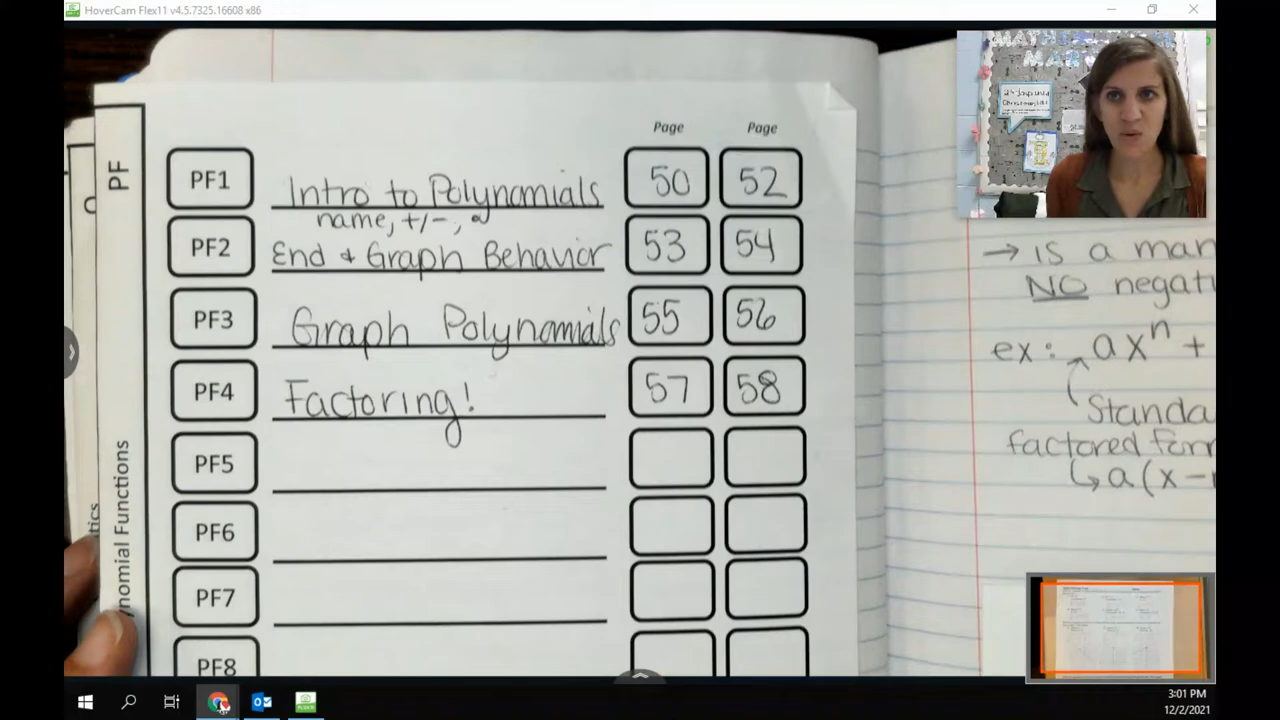 HoverCam Flex11 v4.5.7325.16608 x86
Page Page
PF
PF1 Intro to Polynomials 50 52
name, +/-,
PF2 End & Graph Behavior 53 54
PF3 Graph Polynomials 55 56
PF4 Factoring! 57 58
PF5
PF6
PF7
PF8
nomial Functions
tics
→ is a man
NO negat
ex: ax^n +
Standa
factored for
↳ a(x-
3:01 PM
12/2/2021